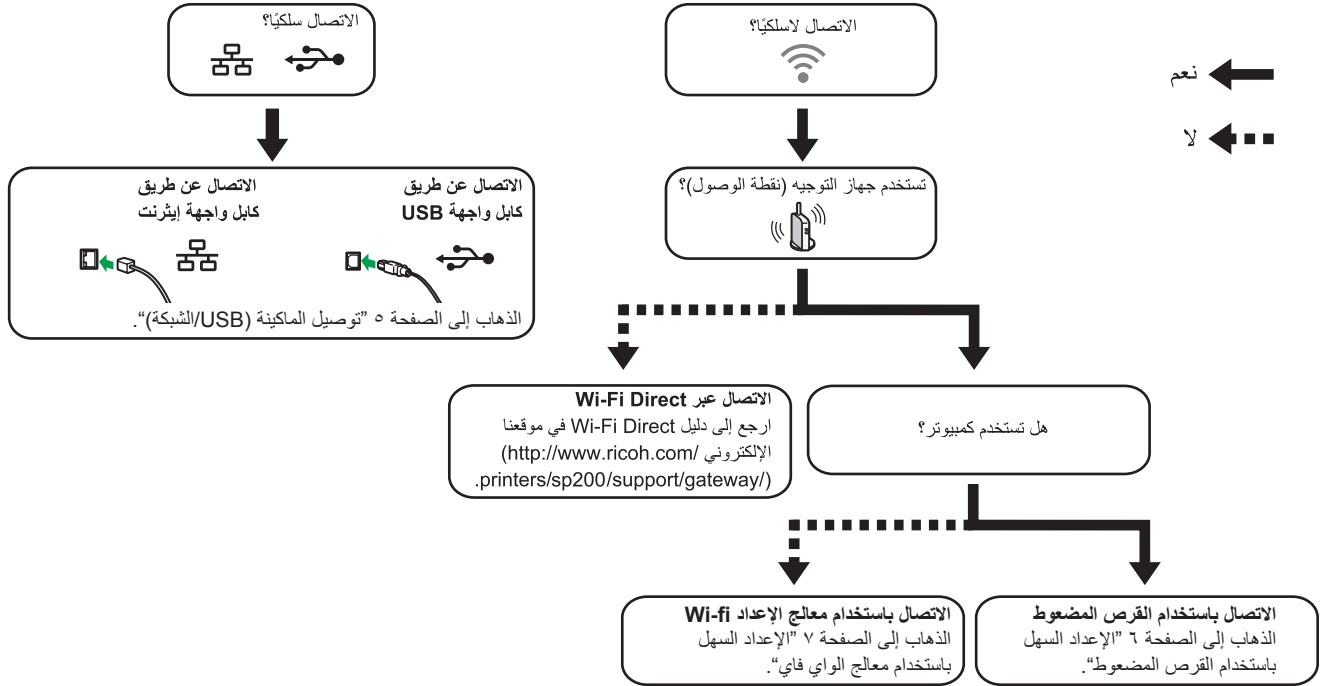 نعم
لا
الاتصال لاسلكيًا؟
تستخدم جهاز التوجيه (نقطة الوصول)؟
هل تستخدم كمبيوتر؟
الاتصال باستخدام القرص المضعوط
الذهاب إلى الصفحة ٦ "الإعداد السهل
باستخدام القرص المضعوط".
الاتصال باستخدام معالج الإعداد Wi-fi
الذهاب إلى الصفحة ٧ "الإعداد السهل
باستخدام معالج الواي فاي".
الاتصال عبر Wi-Fi Direct
ارجع إلى دليل Wi-Fi Direct في موقعنا
الإلكتروني (http://www.ricoh.com/
printers/sp200/support/gateway/).
الاتصال سلكيًا؟
الاتصال عن طريق
كابل واجهة USB
الاتصال عن طريق
كابل واجهة إيثرنت
الذهاب إلى الصفحة ٥ "توصيل الماكينة (USB/الشبكة)".